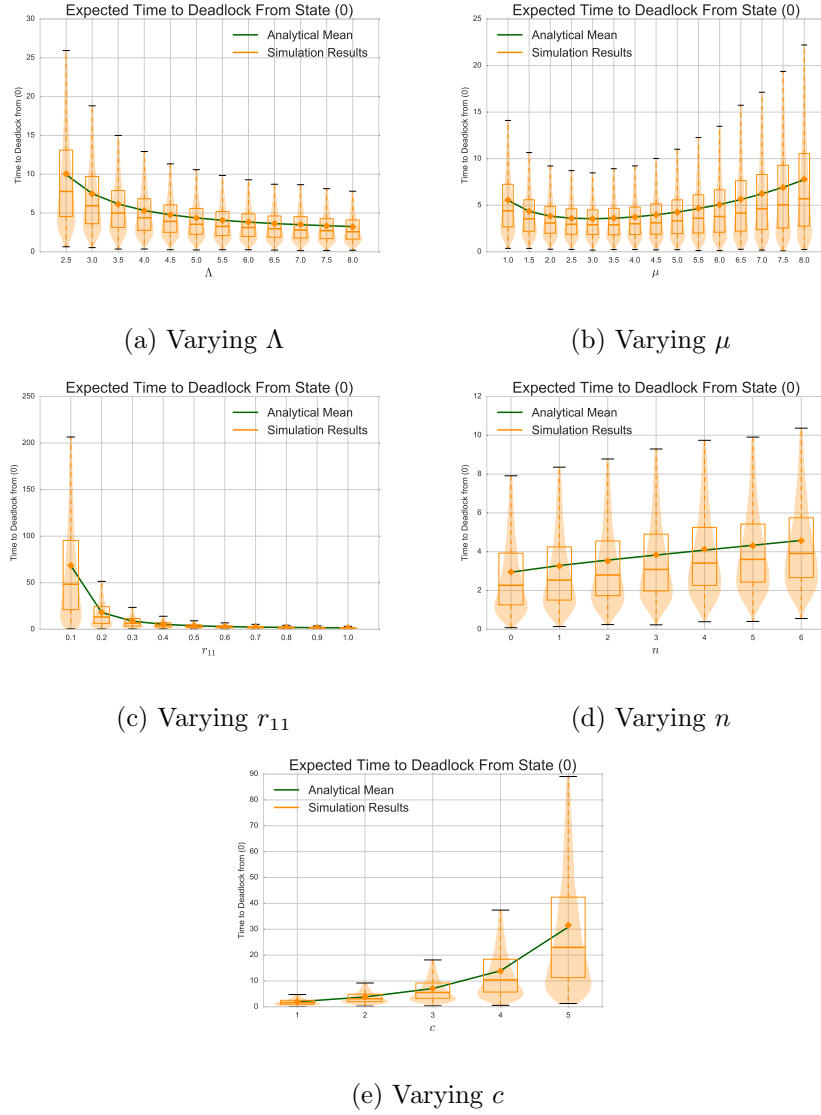 Expected Time to Deadlock From State (0)
Analytical Mean
Simulation Results
Time to Deadlock from (0)
30
25
20
15
10
5
0
2.5 3.0 3.5 4.0 4.5 5.0 5.5 6.0 6.5 7.0 7.5 8.0
Λ
(a) Varying Λ
Expected Time to Deadlock From State (0)
Analytical Mean
Simulation Results
Time to Deadlock from (0)
25
20
15
10
5
0
1.0 1.5 2.0 2.5 3.0 3.5 4.0 4.5 5.0 5.5 6.0 6.5 7.0 7.5 8.0
μ
(b) Varying μ
Expected Time to Deadlock From State (0)
Analytical Mean
Simulation Results
Time to Deadlock from (0)
250
200
150
100
50
0
0.1 0.2 0.3 0.4 0.5 0.6 0.7 0.8 0.9 1.0
r₁₁
(c) Varying r₁₁
Expected Time to Deadlock From State (0)
Analytical Mean
Simulation Results
Time to Deadlock from (0)
12
10
8
6
4
2
0
0 1 2 3 4 5 6
n
(d) Varying n
Expected Time to Deadlock From State (0)
Analytical Mean
Simulation Results
Time to Deadlock from (0)
90
80
70
60
50
40
30
20
10
0
1 2 3 4 5
c
(e) Varying c